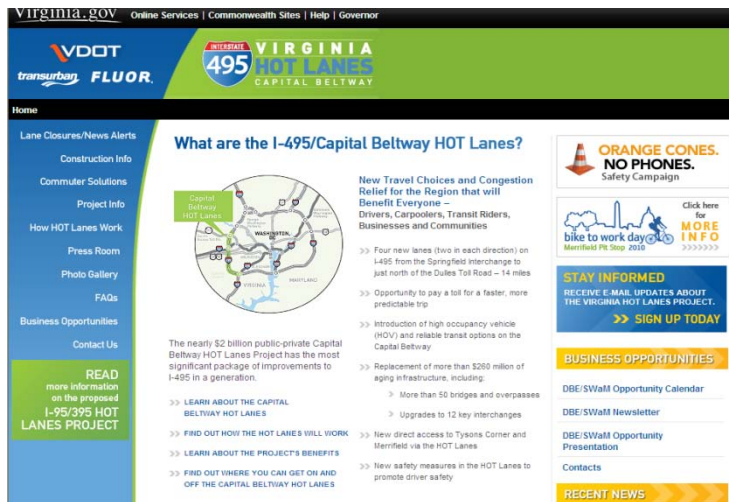 Virginia.gov Online Services | Commonwealth Sites | Help | Governor
VDOT
transurban FLUOR.
INTERSTATE
495
VIRGINIA
HOT LANES
CAPITAL BELTWAY
Home
Lane Closures/News Alerts
Construction Info
Commuter Solutions
Project Info
How HOT Lanes Work
Press Room
Photo Gallery
FAQs
Business Opportunities
Contact Us
READ
more information
on the proposed
I-95/395 HOT
LANES PROJECT
What are the I-495/Capital Beltway HOT Lanes?
Capital
Beltway
HOT Lanes
WASHINGTON,
DC
VIRGINIA
MARYLAND
The nearly $2 billion public-private Capital
Beltway HOT Lanes Project has the most
significant package of improvements to
I-495 in a generation.
>> LEARN ABOUT THE CAPITAL
BELTWAY HOT LANES
>> FIND OUT HOW THE HOT LANES WILL WORK
>> LEARN ABOUT THE PROJECT'S BENEFITS
>> FIND OUT WHERE YOU CAN GET ON AND
OFF THE CAPITAL BELTWAY HOT LANES
New Travel Choices and Congestion
Relief for the Region that will
Benefit Everyone –
Drivers, Carpoolers, Transit Riders,
Businesses and Communities
>> Four new lanes (two in each direction) on
I-495 from the Springfield Interchange to
just north of the Dulles Toll Road – 14 miles
>> Opportunity to pay a toll for a faster, more
predictable trip
>> Introduction of high occupancy vehicle
(HOV) and reliable transit options on the
Capital Beltway
>> Replacement of more than $260 million of
aging infrastructure, including:
> More than 50 bridges and overpasses
> Upgrades to 12 key interchanges
>> New direct access to Tysons Corner and
Merrifield via the HOT Lanes
>> New safety measures in the HOT Lanes to
promote driver safety
ORANGE CONES.
NO PHONES.
Safety Campaign
bike to work day
Merrifield Pit Stop 2010
Click here
for
MORE
INFO
>>>>>>>
STAY INFORMED
RECEIVE E-MAIL UPDATES ABOUT
THE VIRGINIA HOT LANES PROJECT.
>> SIGN UP TODAY
BUSINESS OPPORTUNITIES
DBE/SWaM Opportunity Calendar
DBE/SWaM Newsletter
DBE/SWaM Opportunity
Presentation
Contacts
RECENT NEWS